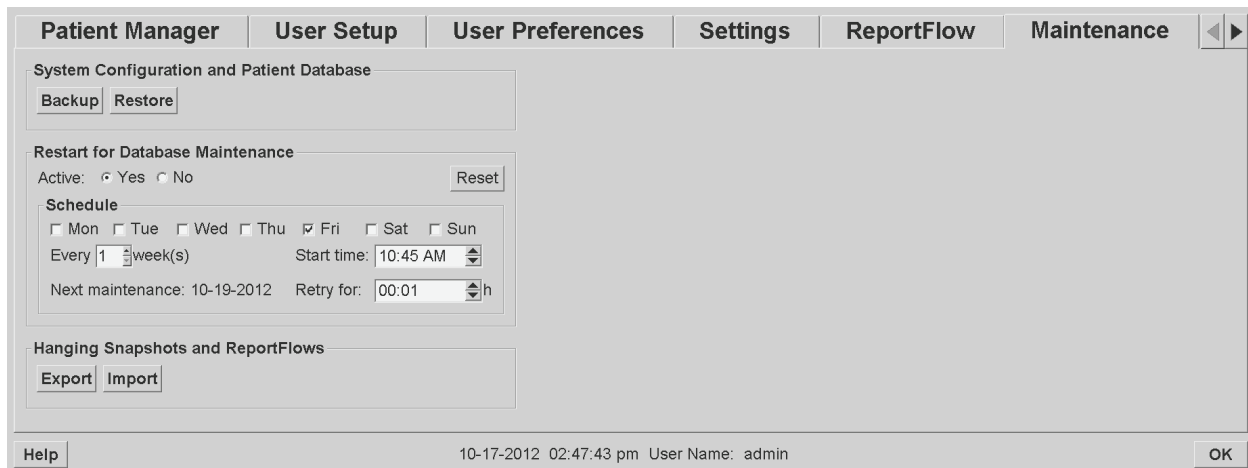 Patient Manager User Setup User Preferences Settings ReportFlow Maintenance
System Configuration and Patient Database
Backup Restore
Restart for Database Maintenance
Active: Yes No Reset
Schedule
Mon Tue Wed Thu Fri Sat Sun
Every 1 week(s) Start time: 10:45 AM
Next maintenance: 10-19-2012 Retry for: 00:01 h
Hanging Snapshots and ReportFlows
Export Import
Help 10-17-2012 02:47:43 pm User Name: admin OK